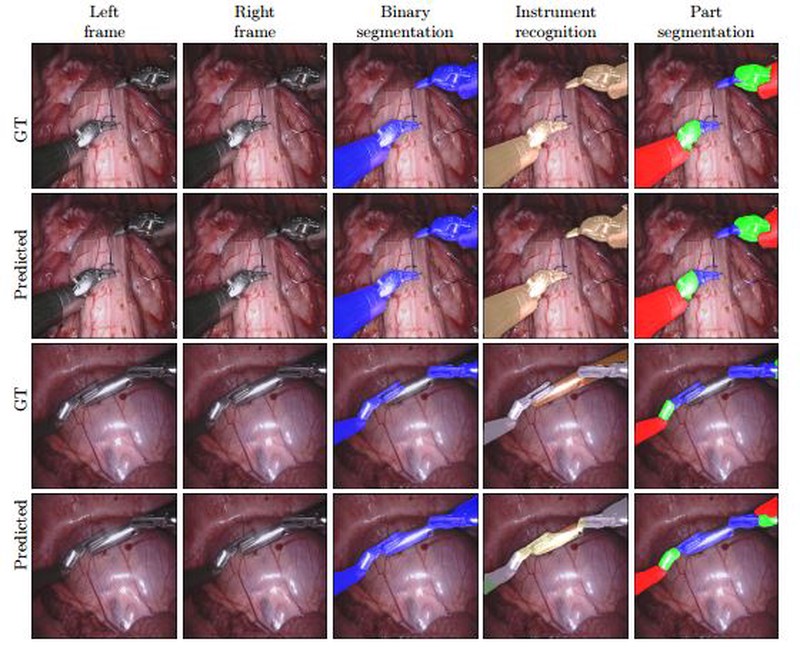 Left
frame
Right
frame
Binary
segmentation
Instrument
recognition
Part
segmentation
GT
Predicted
GT
Predicted